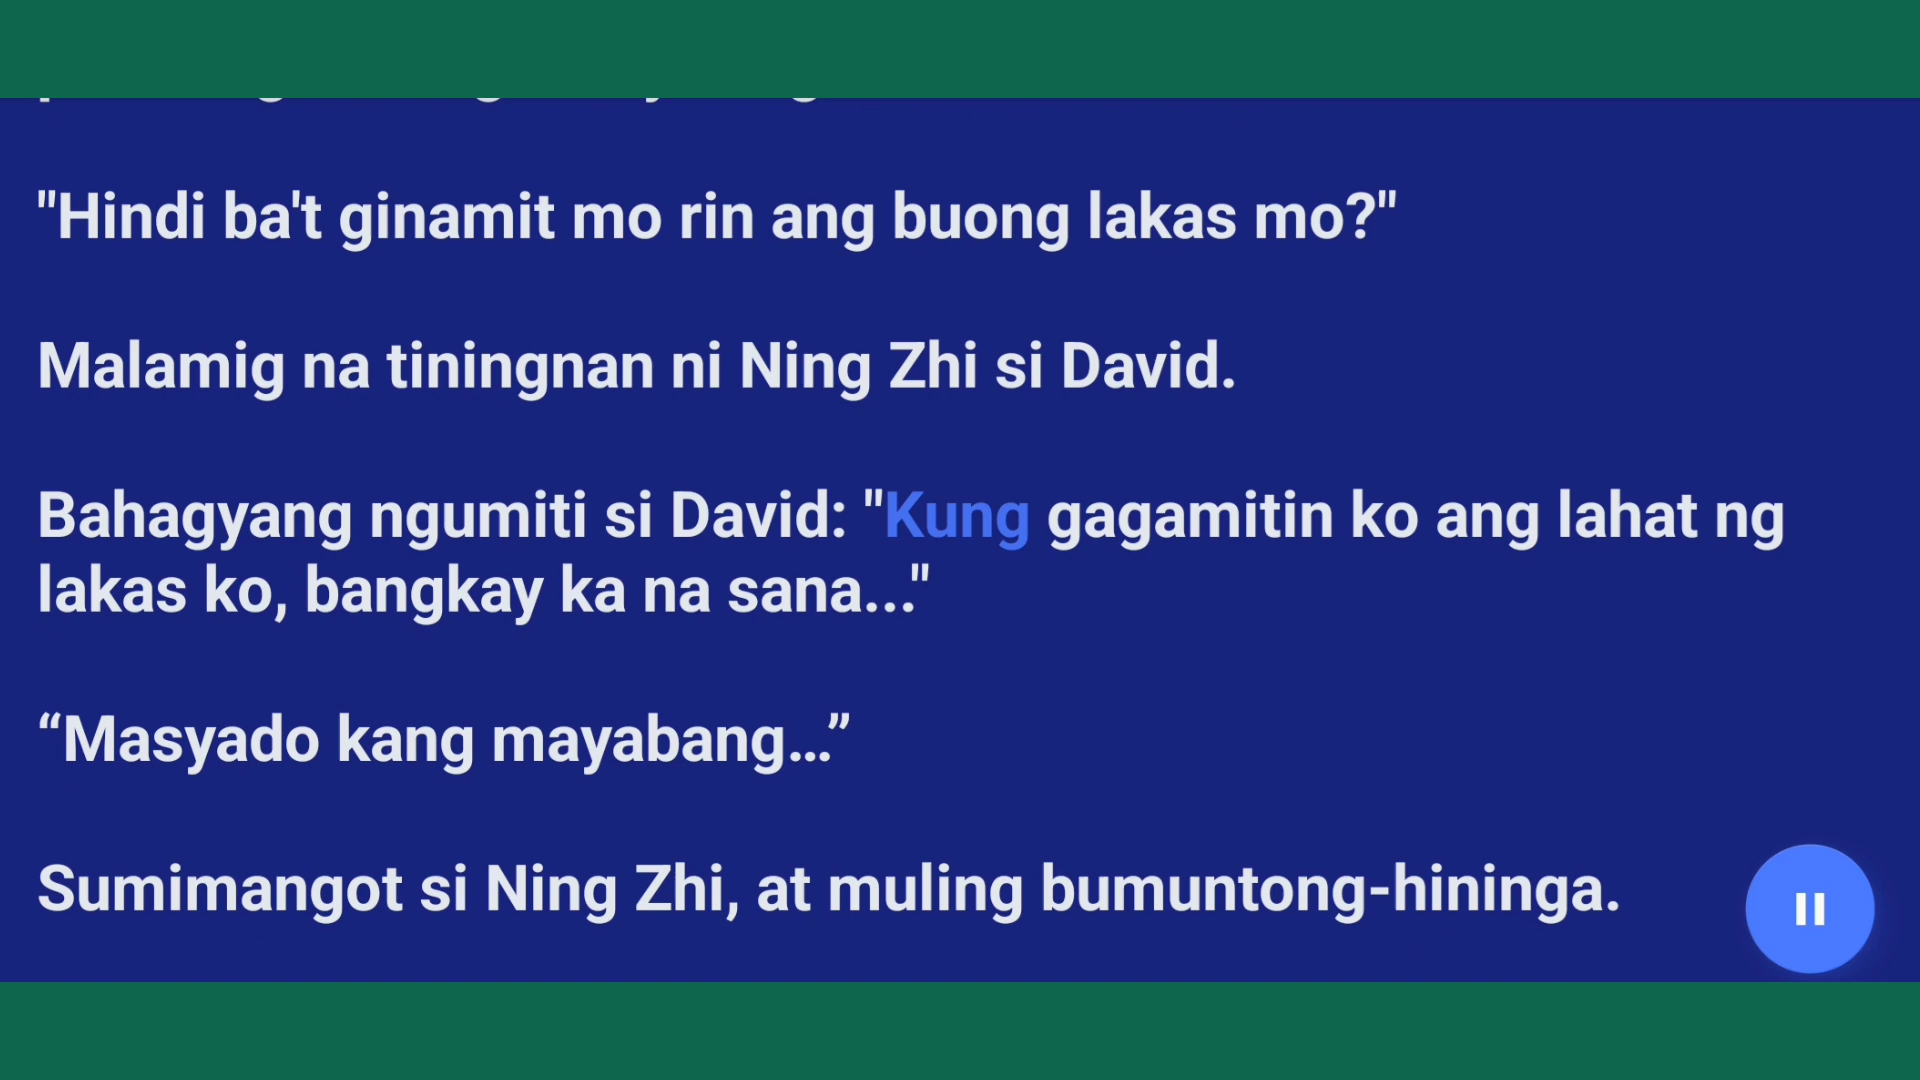 "Hindi ba't ginamit mo rin ang buong lakas mo?"
Malamig na tiningnan ni Ning Zhi si David.
Bahagyang ngumiti si David: "Kung gagamitin ko ang lahat ng
lakas ko, bangkay ka na sana..."
“Masyado kang mayabang...”
Sumimangot si Ning Zhi, at muling bumuntong-hininga.